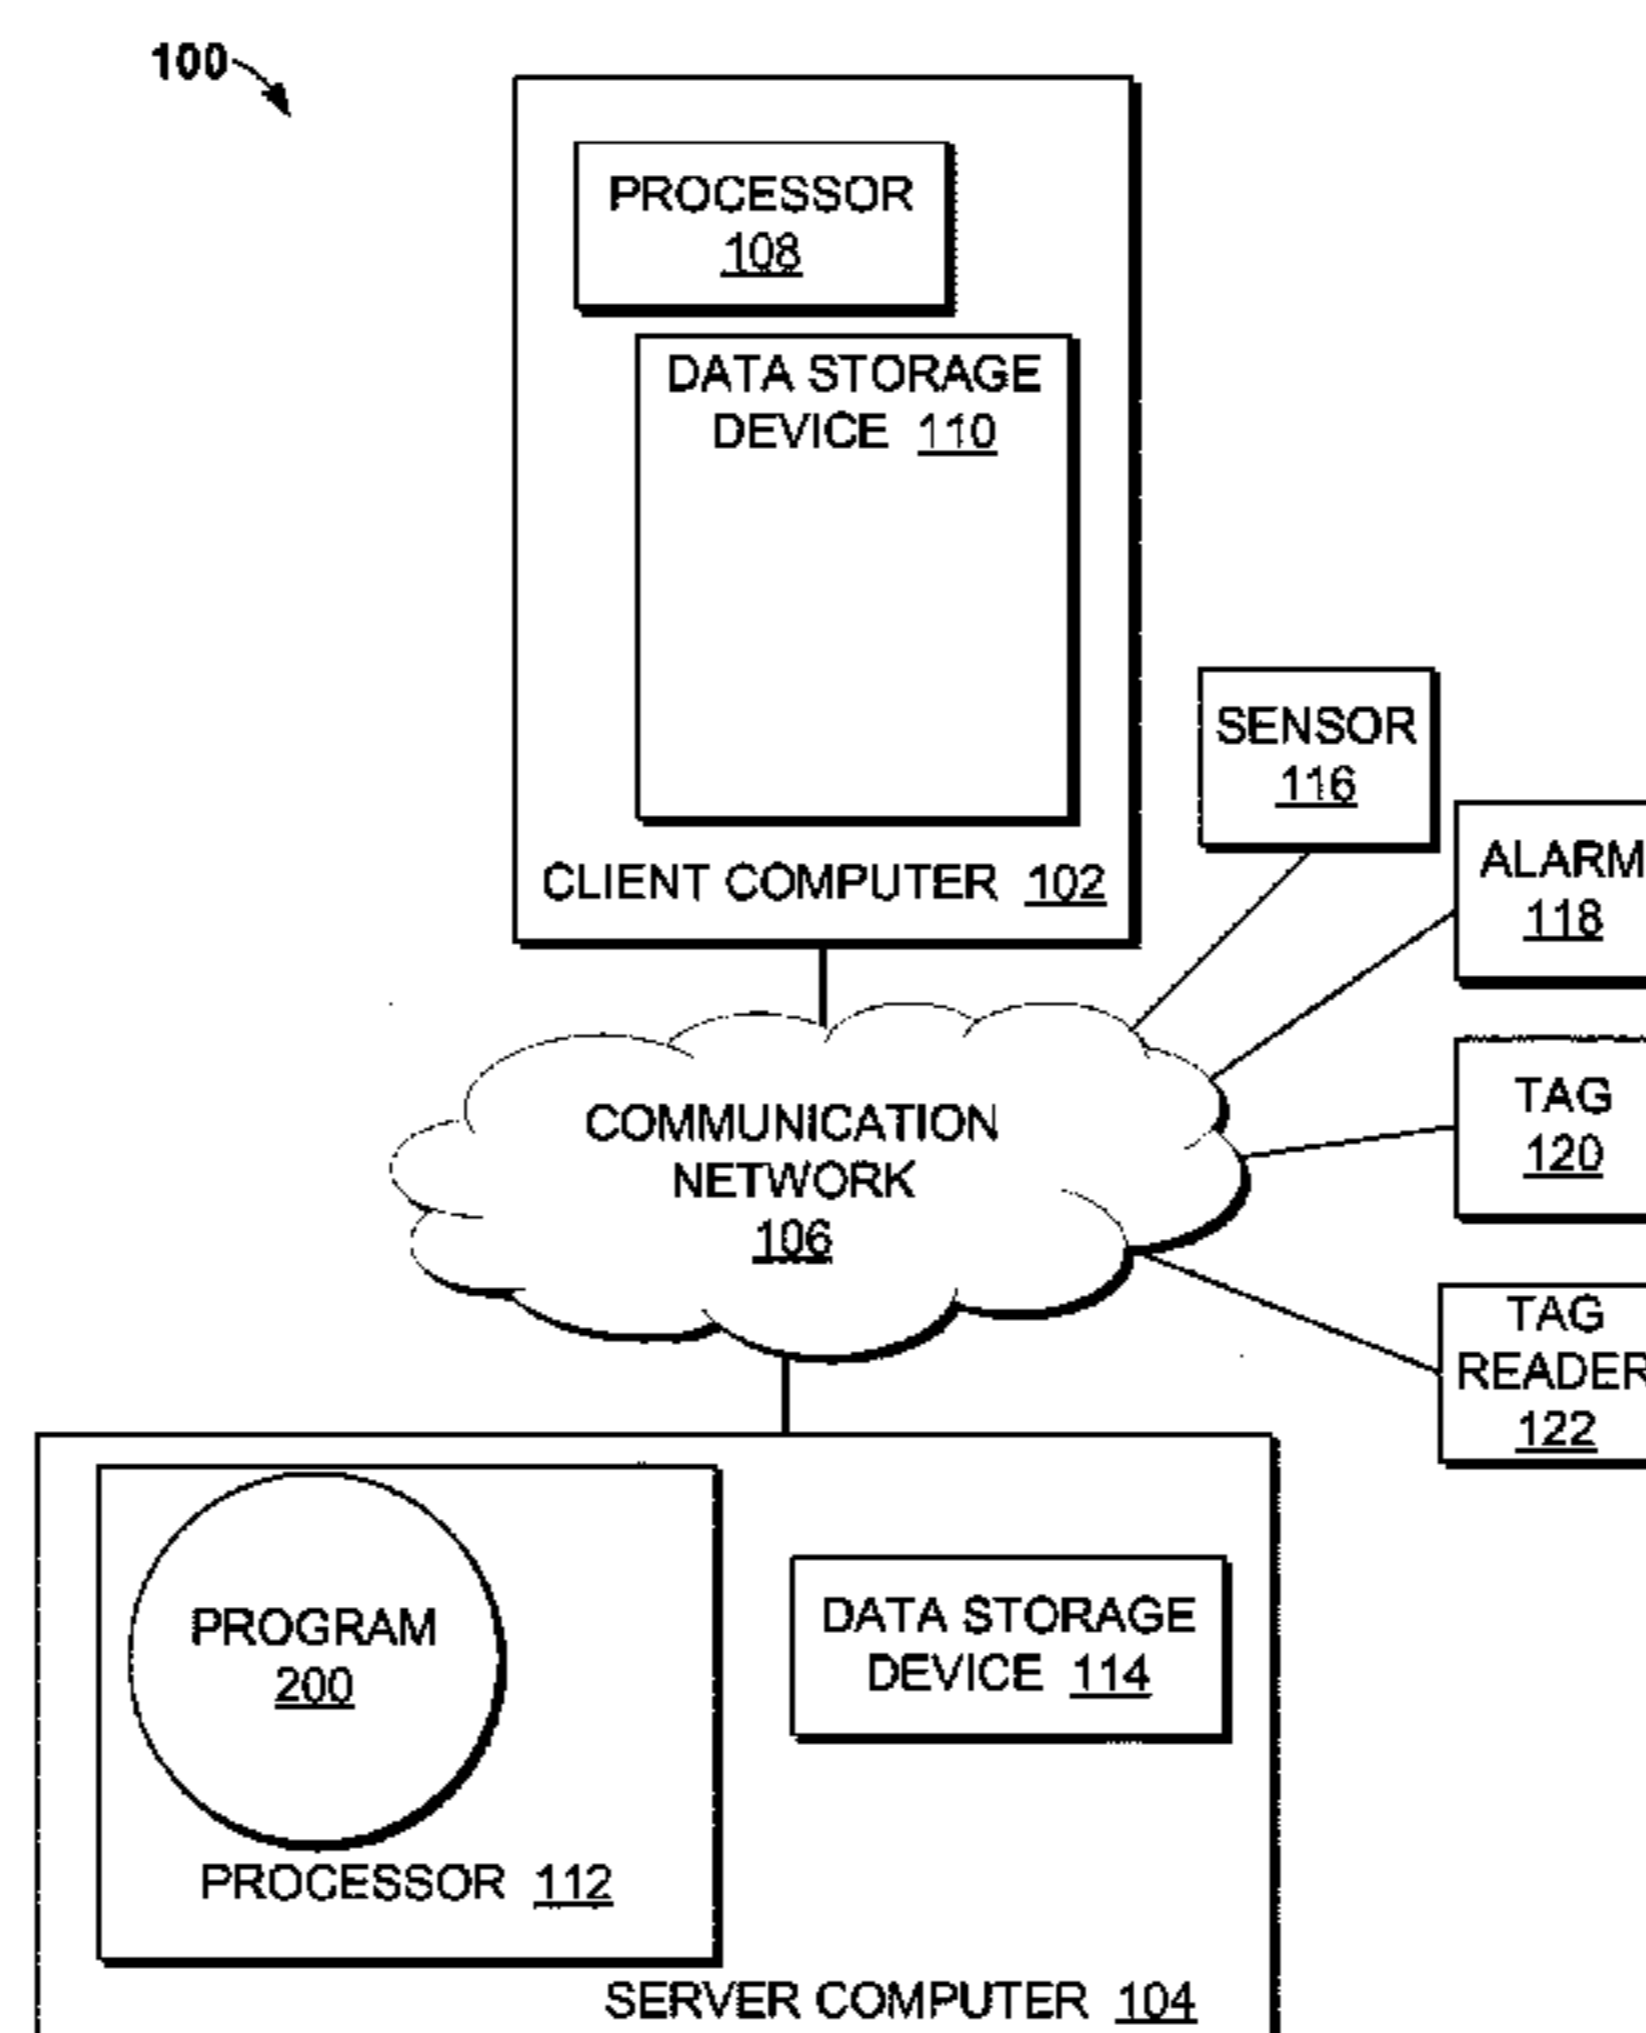 100
PROCESSOR
108
DATA STORAGE
DEVICE 110
CLIENT COMPUTER 102
SENSOR
116
ALARM
118
COMMUNICATION
NETWORK
106
TAG
120
TAG
READER
122
PROGRAM
200
PROCESSOR 112
DATA STORAGE
DEVICE 114
SERVER COMPUTER 104